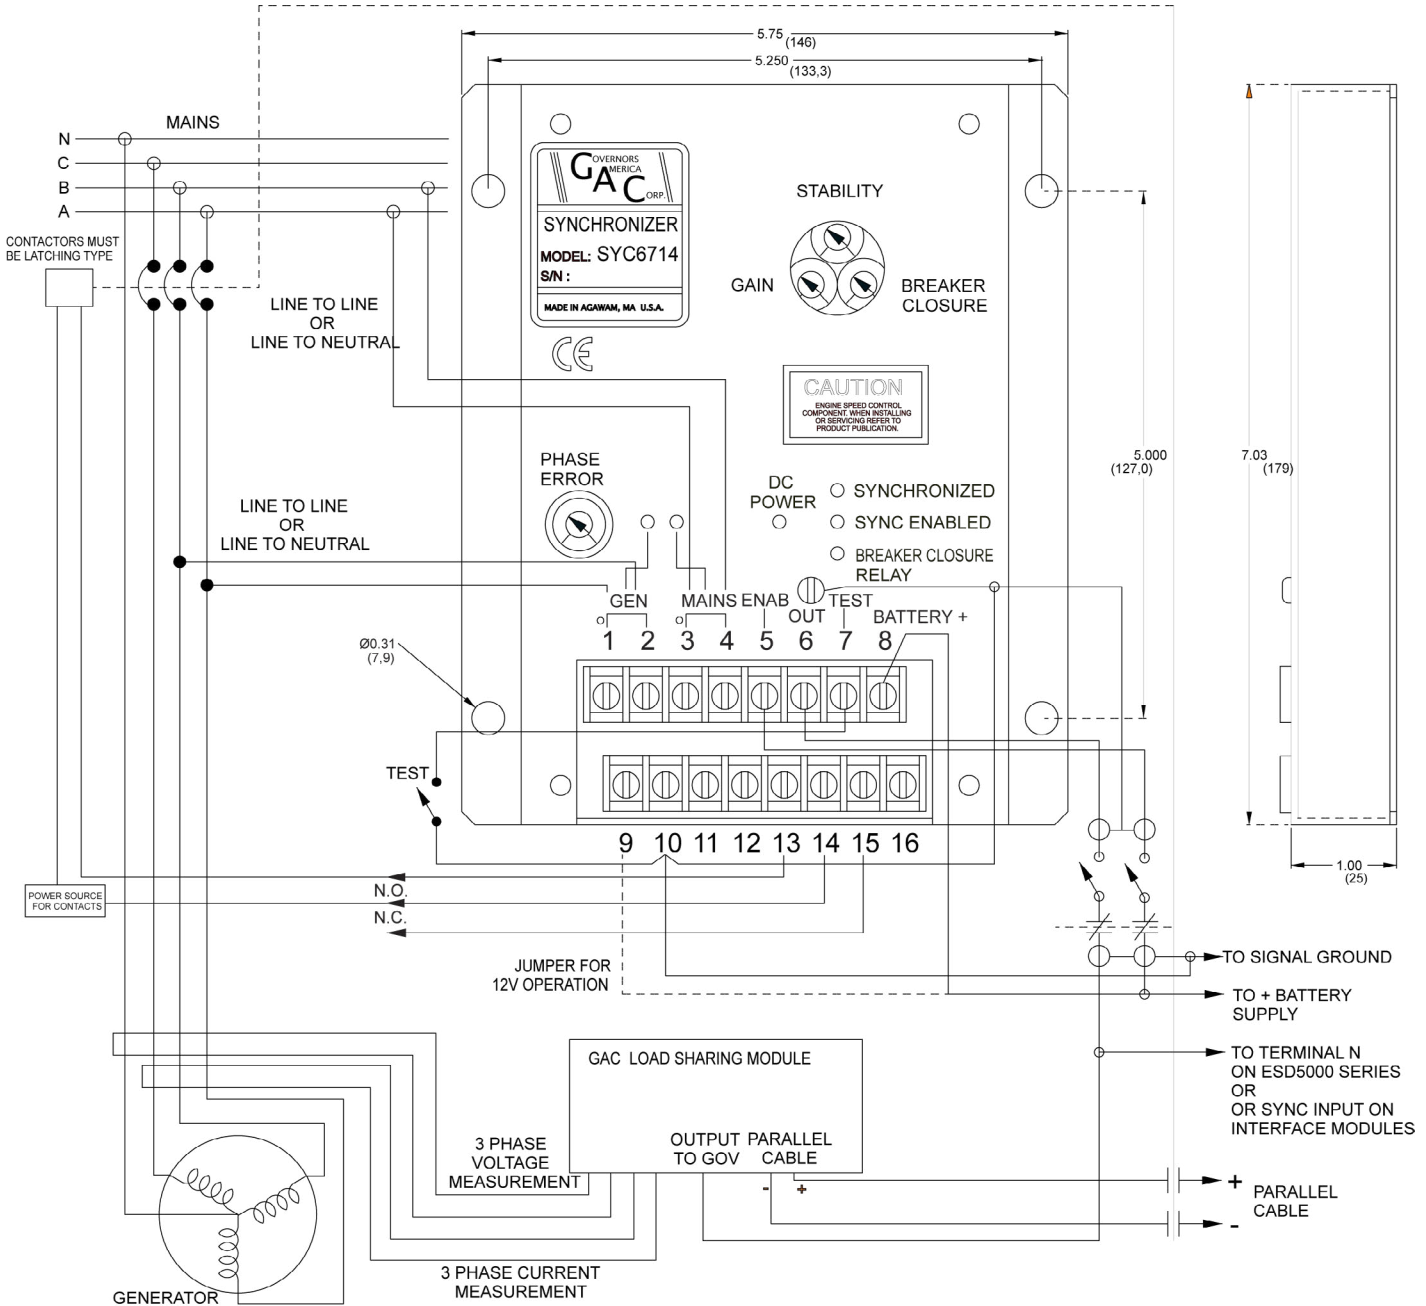 5.75
(146)
5.250
(133,3)
MAINS
N
C
B
A
CONTACTORS MUST
BE LATCHING TYPE
LINE TO LINE
OR
LINE TO NEUTRAL
GOVERNORS
AMERICA
CORP.
SYNCHRONIZER
MODEL: SYC6714
S/N :
MADE IN AGAWAM, MA U.S.A.
CE
STABILITY
GAIN
BREAKER
CLOSURE
CAUTION
ENGINE SPEED CONTROL
COMPONENT. WHEN INSTALLING
OR SERVICING REFER TO
PRODUCT PUBLICATION.
5.000
(127,0)
7.03
(179)
PHASE
ERROR
DC
POWER
SYNCHRONIZED
SYNC ENABLED
BREAKER CLOSURE
RELAY
LINE TO LINE
OR
LINE TO NEUTRAL
GEN
MAINS
ENAB
OUT
TEST
BATTERY +
1 2 3 4 5 6 7 8
Ø0.31
(7,9)
TEST
9 10 11 12 13 14 15 16
1.00
(25)
N.O.
N.C.
POWER SOURCE
FOR CONTACTS
JUMPER FOR
12V OPERATION
TO SIGNAL GROUND
TO + BATTERY
SUPPLY
TO TERMINAL N
ON ESD5000 SERIES
OR
OR SYNC INPUT ON
INTERFACE MODULES
GAC LOAD SHARING MODULE
OUTPUT
TO GOV
PARALLEL
CABLE
- +
3 PHASE
VOLTAGE
MEASUREMENT
+
PARALLEL
CABLE
-
3 PHASE CURRENT
MEASUREMENT
GENERATOR